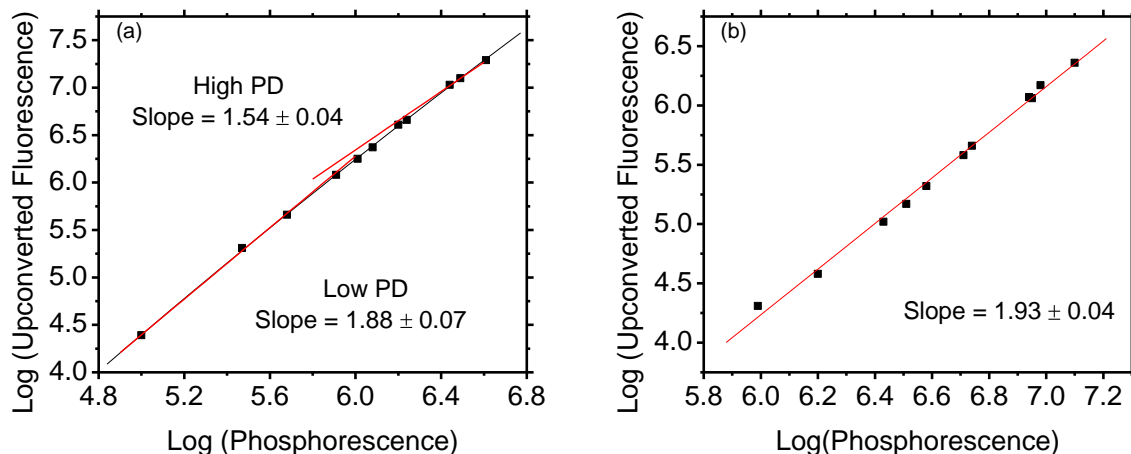 (a)
High PD
Slope = 1.54 ± 0.04
Low PD
Slope = 1.88 ± 0.07
Log (Upconverted Fluorescence)
7.5
7.0
6.5
6.0
5.5
5.0
4.5
4.0
4.8 5.2 5.6 6.0 6.4 6.8
Log (Phosphorescence)
(b)
Slope = 1.93 ± 0.04
Log (Upconverted Fluorescence)
6.5
6.0
5.5
5.0
4.5
4.0
5.8 6.0 6.2 6.4 6.6 6.8 7.0 7.2
Log(Phosphorescence)